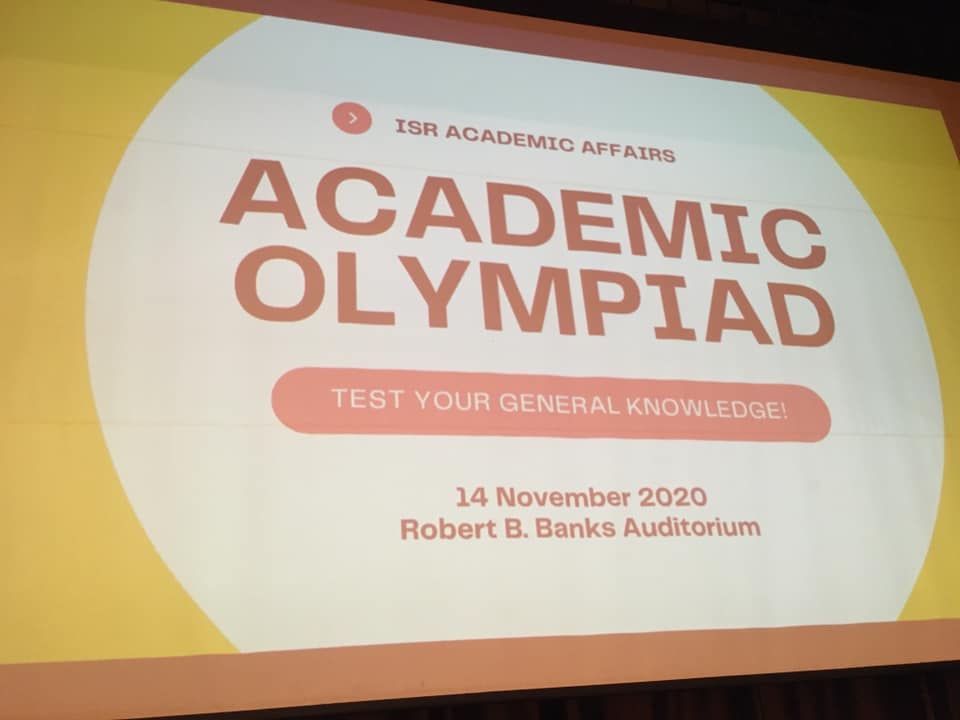 ISR ACADEMIC AFFAIRS
ACADEMIC
OLYMPIAD
TEST YOUR GENERAL KNOWLEDGE!
14 November 2020
Robert B. Banks Auditorium